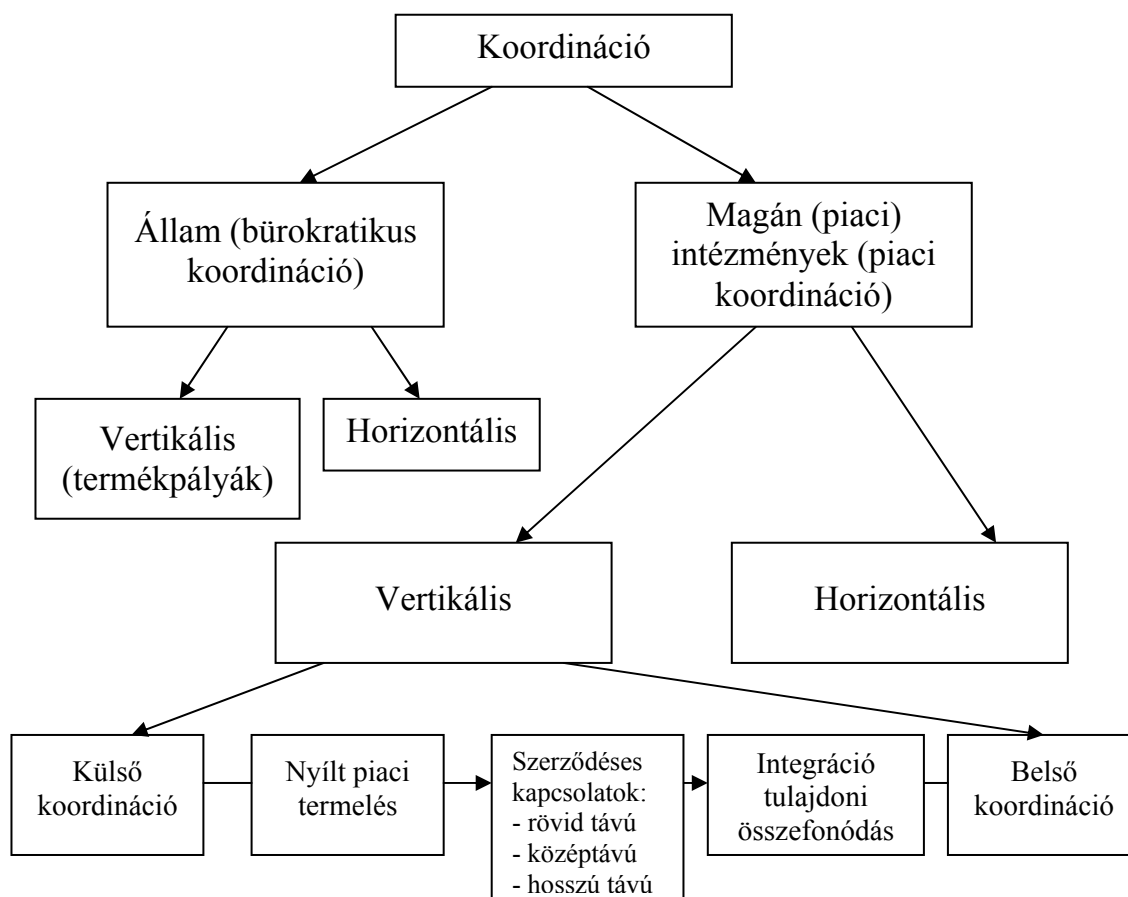 Koordináció
Állam (bürokratikus
koordináció)
Magán (piaci)
intézmények (piaci
koordináció)
Vertikális
(termékpályák)
Horizontális
Vertikális
Horizontális
Külső
koordináció
Nyílt piaci
termelés
Szerződéses
kapcsolatok:
- rövid távú
- középtávú
- hosszú távú
Integráció
tulajdoni
összefonódás
Belső
koordináció